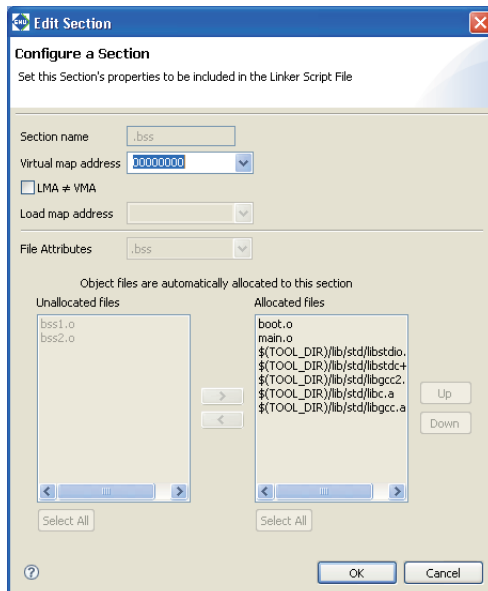 GNU Edit Section
Configure a Section
Set this Section's properties to be included in the Linker Script File
Section name .bss
Virtual map address 00000000
LMA ≠ VMA
Load map address
File Attributes .bss
Object files are automatically allocated to this section
Unallocated files Allocated files
bss1.o
bss2.o
boot.o
main.o
$(TOOL_DIR)/lib/std/libstdio.
$(TOOL_DIR)/lib/std/libstdc+
$(TOOL_DIR)/lib/std/libgcc2.
$(TOOL_DIR)/lib/std/libc.a
$(TOOL_DIR)/lib/std/libgcc.a
>
<
Up
Down
Select All Select All
? OK Cancel